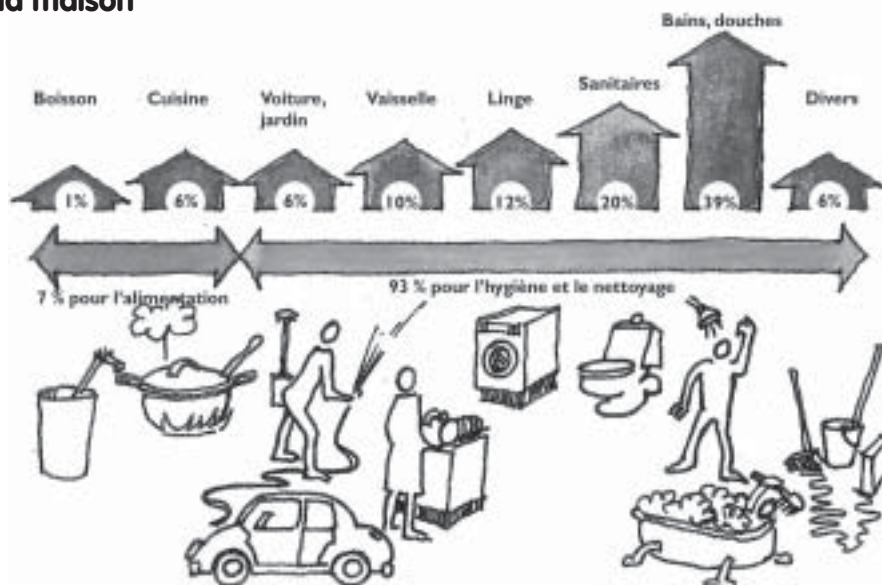 la maison
Bains, douches
Boisson
Cuisine
Voiture,
jardin
Vaisselle
Linge
Sanitaires
Divers
1%
6%
6%
10%
12%
20%
39%
6%
7 % pour l'alimentation
93 % pour l'hygiène et le nettoyage